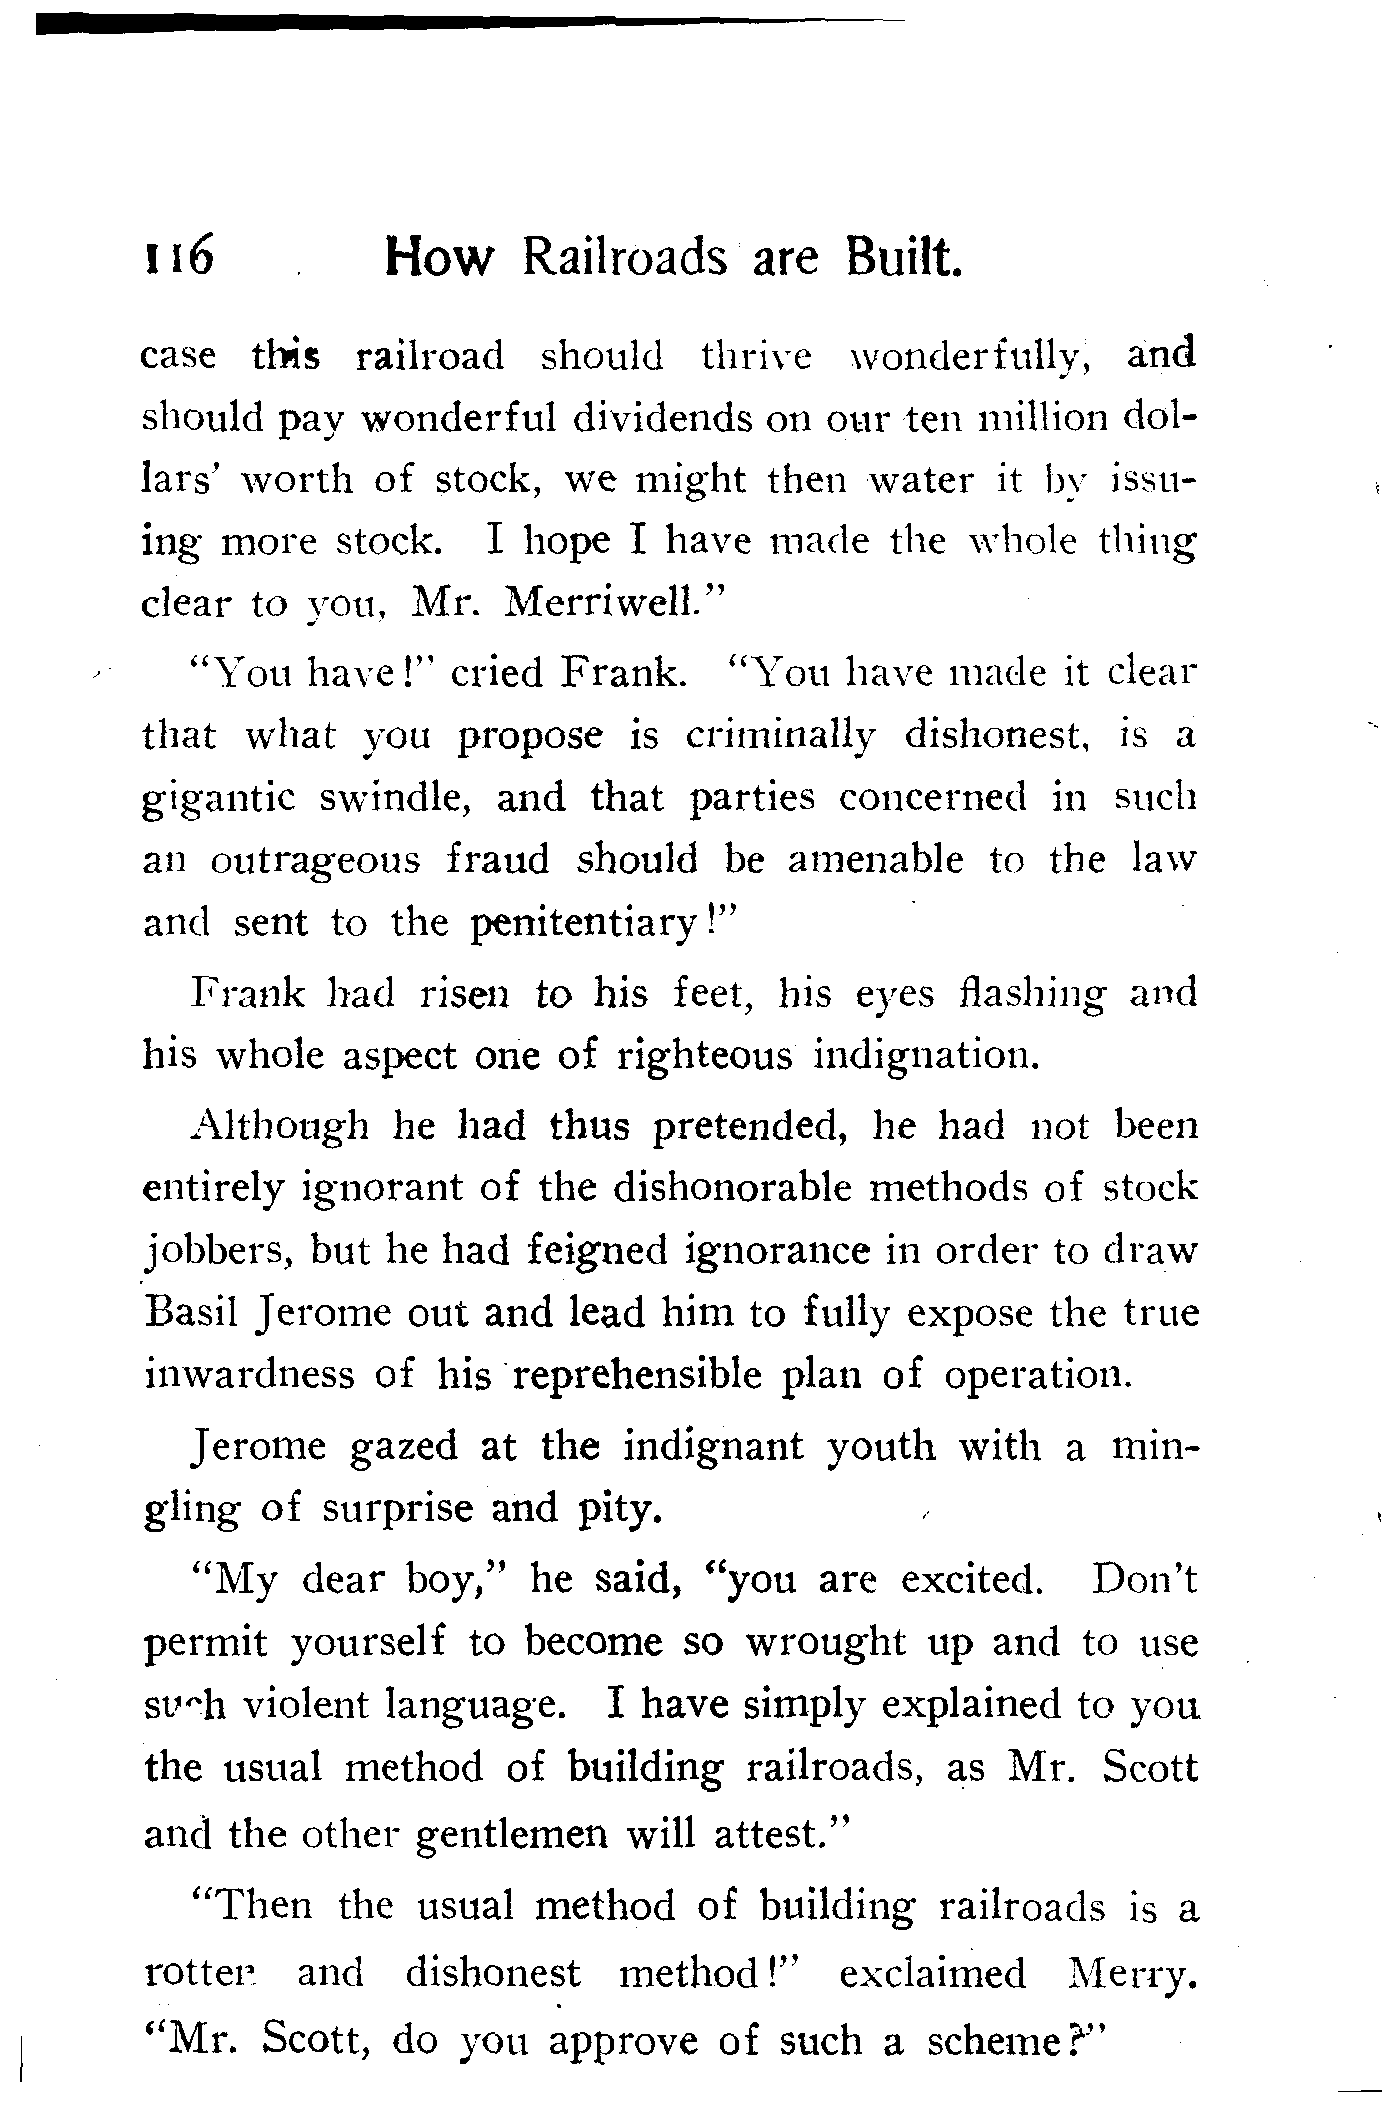 116 How Railroads are Built.
case this railroad should thrive wonderfully, and
should pay wonderful dividends on our ten million dol-
lars' worth of stock, we might then water it by issu-
ing more stock. I hope I have made the whole thing
clear to you, Mr. Merriwell."
"You have!" cried Frank. "You have made it clear
that what you propose is criminally dishonest, is a
gigantic swindle, and that parties concerned in such
an outrageous fraud should be amenable to the law
and sent to the penitentiary!"
Frank had risen to his feet, his eyes flashing and
his whole aspect one of righteous indignation.
Although he had thus pretended, he had not been
entirely ignorant of the dishonorable methods of stock
jobbers, but he had feigned ignorance in order to draw
Basil Jerome out and lead him to fully expose the true
inwardness of his reprehensible plan of operation.
Jerome gazed at the indignant youth with a min-
gling of surprise and pity.
"My dear boy," he said, "you are excited. Don't
permit yourself to become so wrought up and to use
such violent language. I have simply explained to you
the usual method of building railroads, as Mr. Scott
and the other gentlemen will attest."
"Then the usual method of building railroads is a
rotten and dishonest method!" exclaimed Merry.
"Mr. Scott, do you approve of such a scheme?"